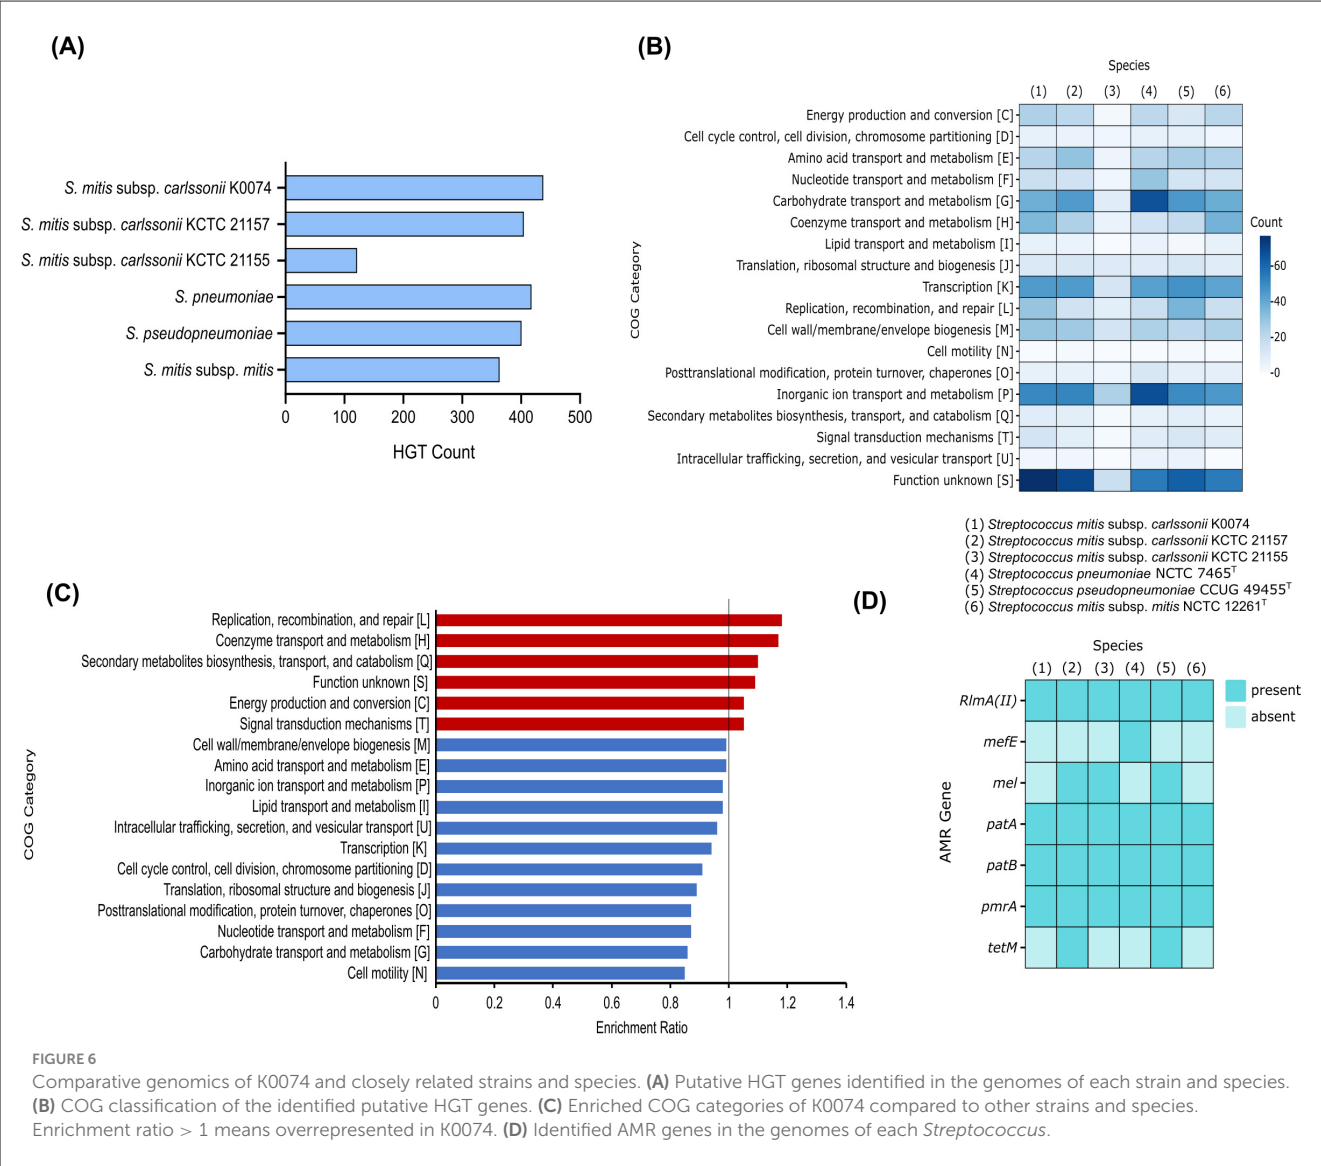 (A)
S. mitis subsp. carlssonii K0074
S. mitis subsp. carlssonii KCTC 21157
S. mitis subsp. carlssonii KCTC 21155
S. pneumoniae
S. pseudopneumoniae
S. mitis subsp. mitis
0 100 200 300 400 500
HGT Count
(B)
Species
(1) (2) (3) (4) (5) (6)
COG Category
Energy production and conversion [C]
Cell cycle control, cell division, chromosome partitioning [D]
Amino acid transport and metabolism [E]
Nucleotide transport and metabolism [F]
Carbohydrate transport and metabolism [G]
Coenzyme transport and metabolism [H]
Lipid transport and metabolism [I]
Translation, ribosomal structure and biogenesis [J]
Transcription [K]
Replication, recombination, and repair [L]
Cell wall/membrane/envelope biogenesis [M]
Cell motility [N]
Posttranslational modification, protein turnover, chaperones [O]
Inorganic ion transport and metabolism [P]
Secondary metabolites biosynthesis, transport, and catabolism [Q]
Signal transduction mechanisms [T]
Intracellular trafficking, secretion, and vesicular transport [U]
Function unknown [S]
Count
60
40
20
0
(1) Streptococcus mitis subsp. carlssonii K0074
(2) Streptococcus mitis subsp. carlssonii KCTC 21157
(3) Streptococcus mitis subsp. carlssonii KCTC 21155
(4) Streptococcus pneumoniae NCTC 7465T
(5) Streptococcus pseudopneumoniae CCUG 49455T
(6) Streptococcus mitis subsp. mitis NCTC 12261T
(C)
COG Category
Replication, recombination, and repair [L]
Coenzyme transport and metabolism [H]
Secondary metabolites biosynthesis, transport, and catabolism [Q]
Function unknown [S]
Energy production and conversion [C]
Signal transduction mechanisms [T]
Cell wall/membrane/envelope biogenesis [M]
Amino acid transport and metabolism [E]
Inorganic ion transport and metabolism [P]
Lipid transport and metabolism [I]
Intracellular trafficking, secretion, and vesicular transport [U]
Transcription [K]
Cell cycle control, cell division, chromosome partitioning [D]
Translation, ribosomal structure and biogenesis [J]
Posttranslational modification, protein turnover, chaperones [O]
Nucleotide transport and metabolism [F]
Carbohydrate transport and metabolism [G]
Cell motility [N]
0 0.2 0.4 0.6 0.8 1 1.2 1.4
Enrichment Ratio
(D)
Species
(1) (2) (3) (4) (5) (6)
AMR Gene
RlmA(II)
mefE
mel
patA
patB
pmrA
tetM
present
absent
FIGURE 6
Comparative genomics of K0074 and closely related strains and species. (A) Putative HGT genes identified in the genomes of each strain and species.
(B) COG classification of the identified putative HGT genes. (C) Enriched COG categories of K0074 compared to other strains and species.
Enrichment ratio > 1 means overrepresented in K0074. (D) Identified AMR genes in the genomes of each Streptococcus.